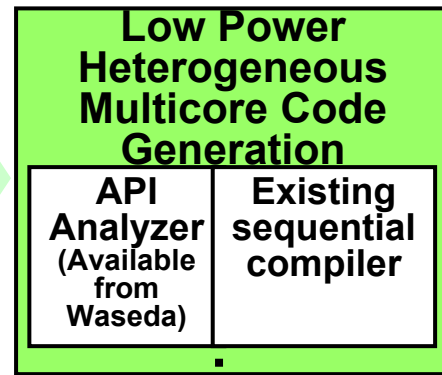 Low Power
Heterogeneous
Multicore Code
Generation
API
Analyzer
(Available
from
Waseda)
Existing
sequential
compiler
.